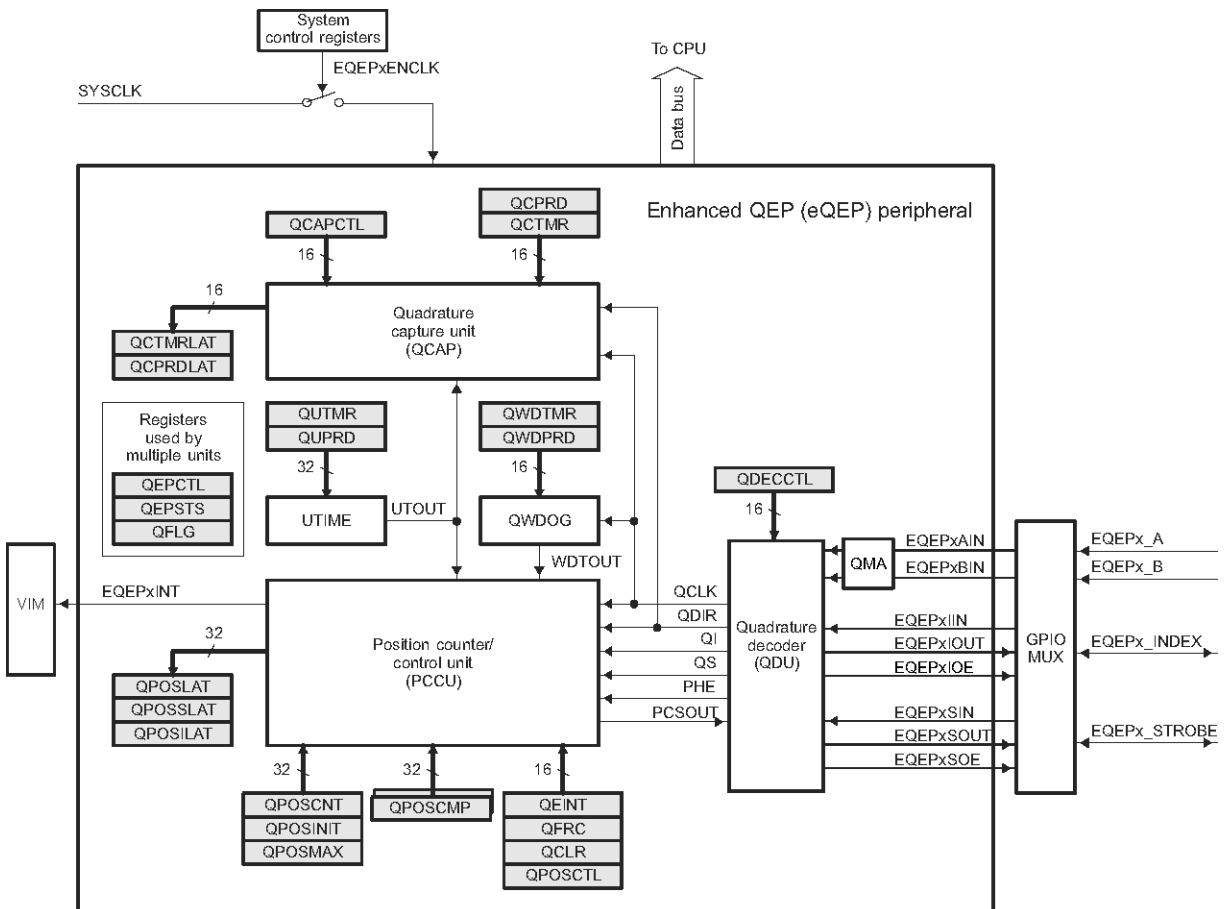 System
control registers
To CPU
EQEPxENCLK
SYSCLK
Data bus
Enhanced QEP (eQEP) peripheral
QCPRD
QCAPCTL
QCTMR
16
16
16
Quadrature
capture unit
(QCAP)
QCTMRLAT
QCPRDLAT
Registers
used by
multiple units
QUTMR
QUPRD
QWDTMR
QWDPRD
32
16
QDECCTL
16
QEPCTL
QEPSTS
QFLG
UTIME
UTOUT
QWDOG
WDTOUT
EQEPxAIN
QMA
EQEPxBIN
EQEPx_A
EQEPx_B
VIM
EQEPxINT
QCLK
QDIR
QI
QS
PHE
PCSOUT
Position counter/
control unit
(PCCU)
Quadrature
decoder
(QDU)
EQEPxIIN
EQEPxIOUT
EQEPxIOE
GPIO
MUX
EQEPx_INDEX
32
QPOSLAT
QPOSSLAT
QPOSILAT
EQEPxSIN
EQEPxSOUT
EQEPxSOE
EQEPx_STROBE
32
32
16
QPOSCNT
QPOSINIT
QPOSMAX
QPOSCMP
QEINT
QFRC
QCLR
QPOSCTL